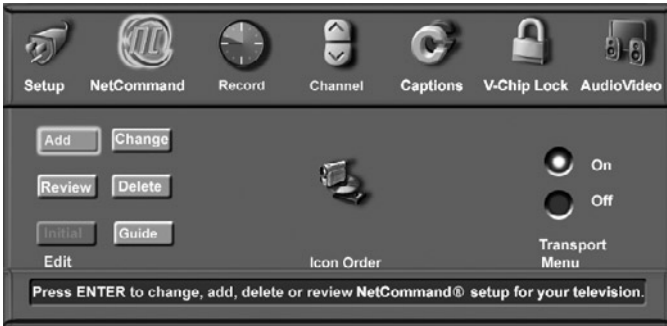 Setup NetCommand Record Channel Captions V-Chip Lock AudioVideo
Add Change
On
Review Delete
Off
Initial Guide
Transport
Edit Icon Order Menu
Press ENTER to change, add, delete or review NetCommand® setup for your television.